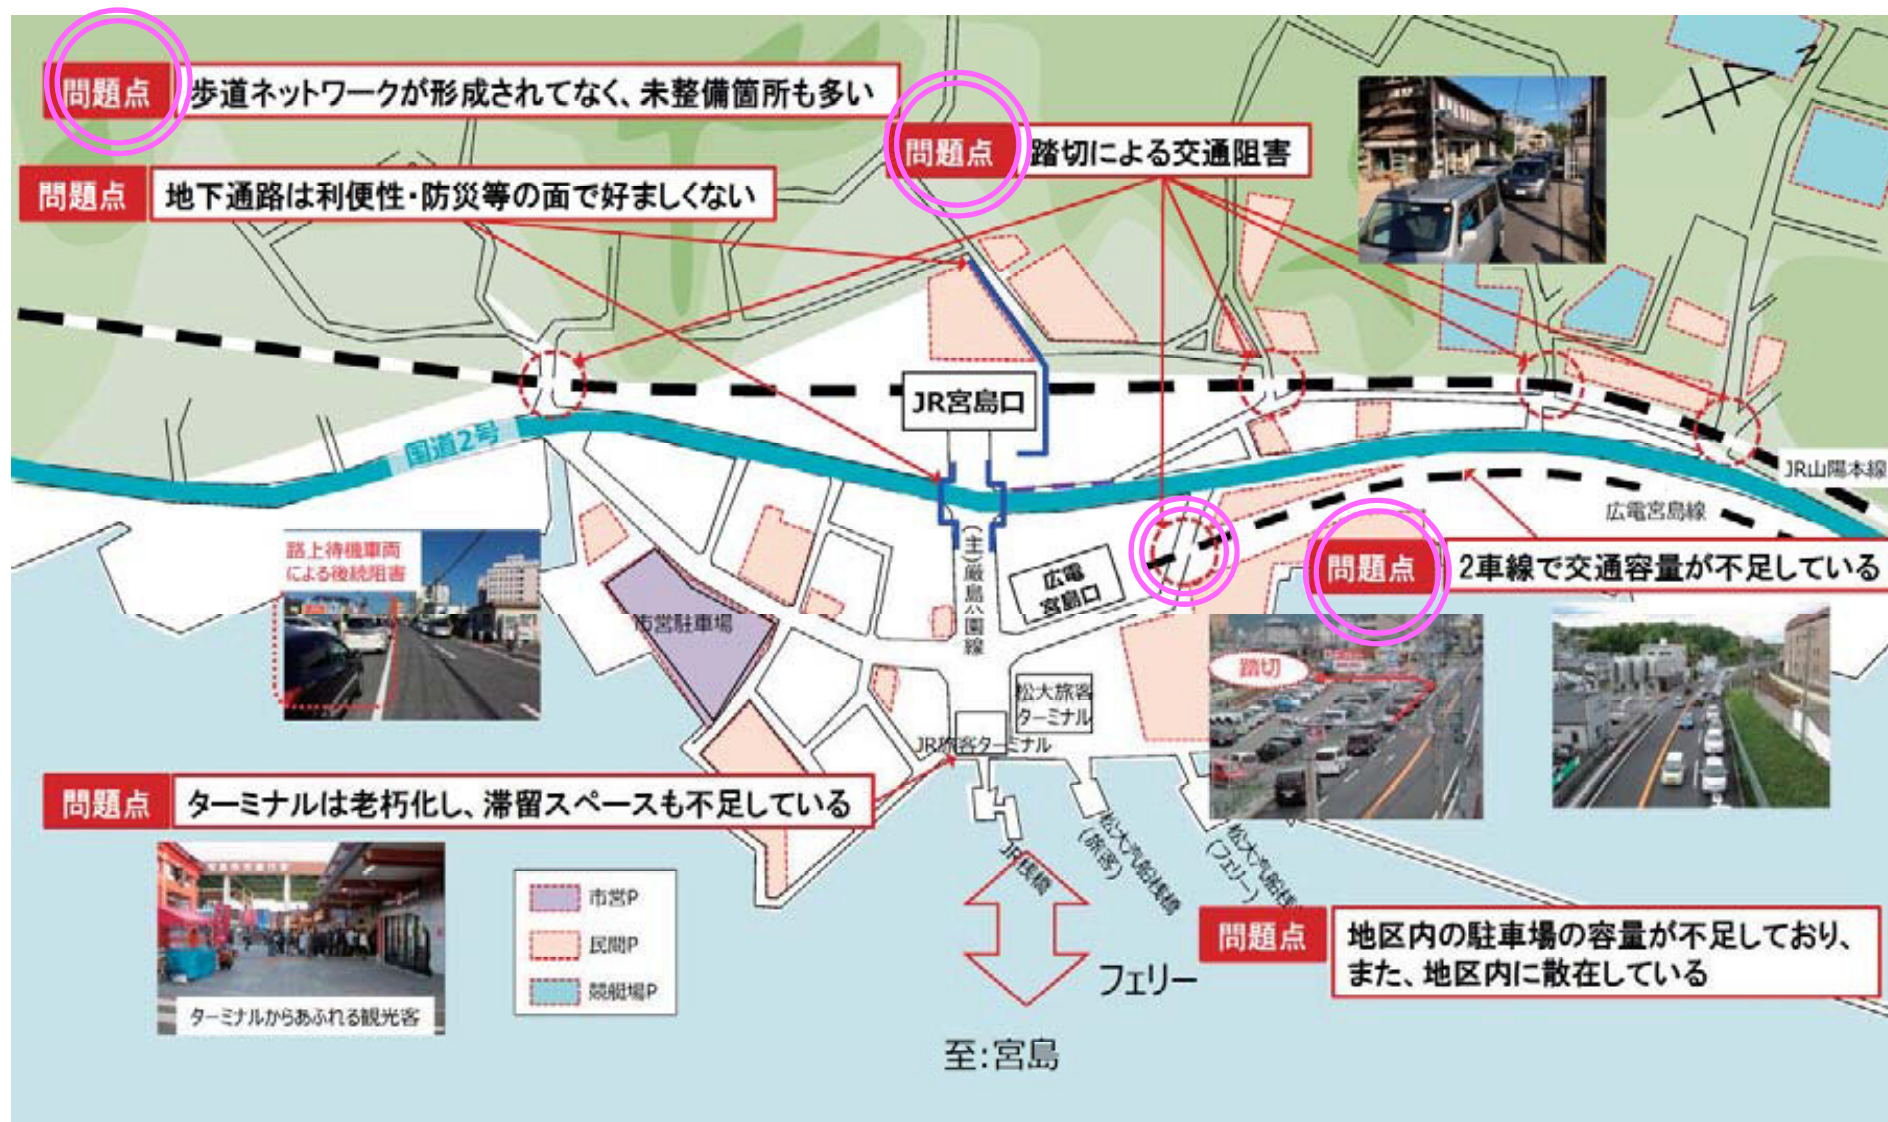 問題点 歩道ネットワークが形成されてなく、未整備箇所も多い
問題点 踏切による交通阻害
問題点 地下通路は利便性・防災等の面で好ましくない
JR宮島口
国道2号
JR山陽本線
広電宮島線
路上待機車両
による後続阻害
(主)厳島公園線
広電
宮島口
問題点 2車線で交通容量が不足している
市営駐車場
踏切
松大旅客
ターミナル
JR旅客ターミナル
問題点 ターミナルは老朽化し、滞留スペースも不足している
JR桟橋
松大汽船桟橋
(旅客)
松大汽船桟
(フェリー)
市営P
民間P
競艇場P
ターミナルからあふれる観光客
フェリー
問題点 地区内の駐車場の容量が不足しており、
また、地区内に散在している
至:宮島